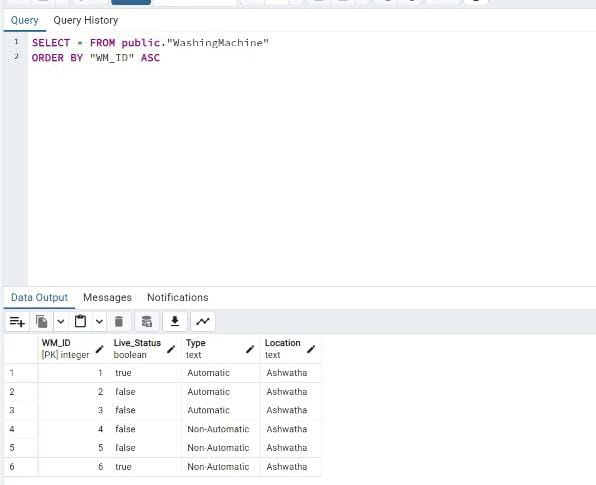 Query Query History
1 SELECT * FROM public."WashingMachine"
2 ORDER BY "WM_ID" ASC
Data Output Messages Notifications
WM_ID Live_Status Type Location
[PK] integer boolean text text
1 1 true Automatic Ashwatha
2 2 false Automatic Ashwatha
3 3 false Automatic Ashwatha
4 4 false Non-Automatic Ashwatha
5 5 false Non-Automatic Ashwatha
6 6 true Non-Automatic Ashwatha